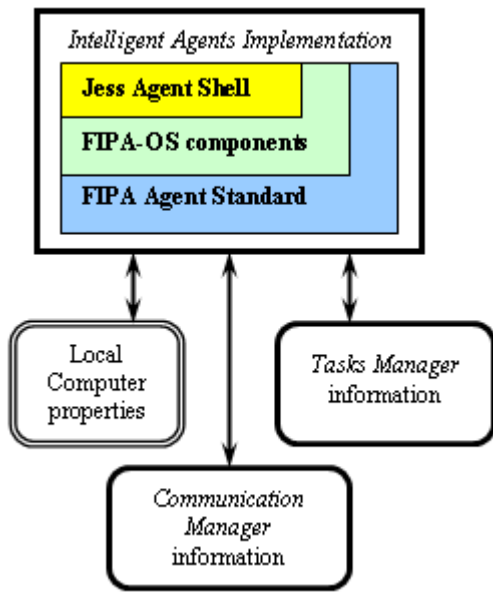 Intelligent Agents Implementation
Jess Agent Shell
FIPA-OS components
FIPA Agent Standard
Local
Computer
properties
Tasks Manager
information
Communication
Manager
information